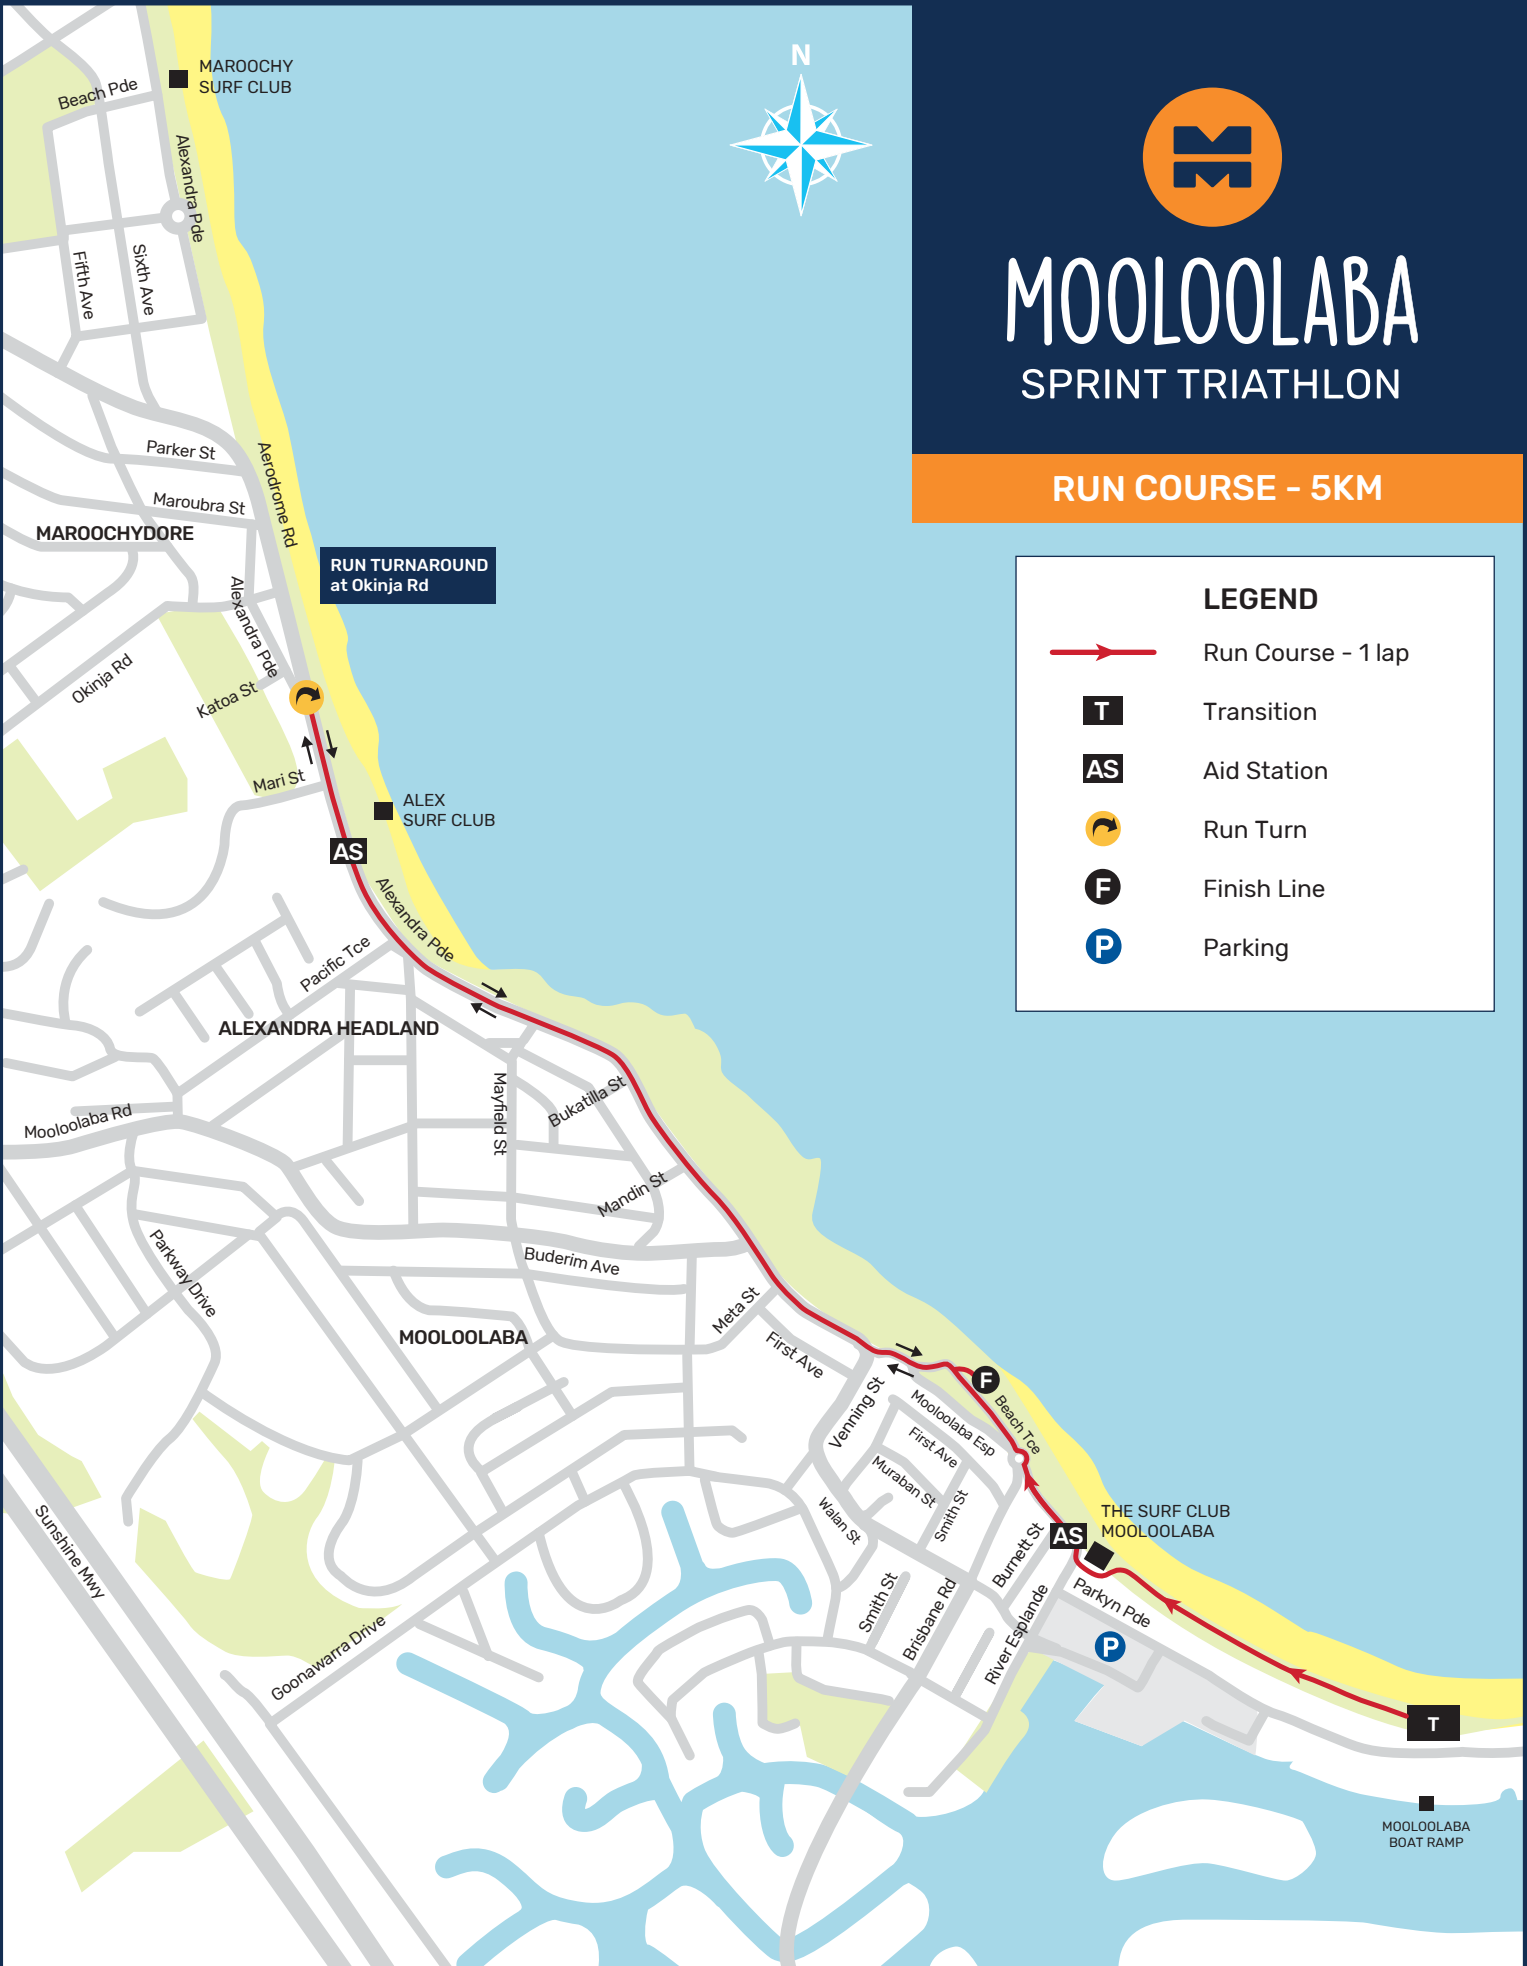 MAROOCHY
SURF CLUB
N
Beach Pde
Alexandra Pde
Fifth Ave
Sixth Ave
MOOLOOLABA
SPRINT TRIATHLON
RUN COURSE - 5KM
Parker St
Aerodrome Rd
Maroubra St
MAROOCHYDORE
RUN TURNAROUND
at Okinja Rd
Alexandra Pde
Okinja Rd
Katoa St
Mari St
ALEX
SURF CLUB
AS
LEGEND
Run Course - 1 lap
T
Transition
AS
Aid Station
Run Turn
F
Finish Line
P
Parking
Alexandra Pde
Pacific Tce
ALEXANDRA HEADLAND
Mayfield St
Bukatilla St
Mooloolaba Rd
Mandin St
Parkway Drive
Buderim Ave
Meta St
MOOLOOLABA
First Ave
F
Venning St
Mooloolaba Esp
Beach Tce
First Ave
Muraban St
Smith St
Walan St
Sunshine Mwy
THE SURF CLUB
MOOLOOLABA
AS
Burnett St
Smith St
Brisbane Rd
River Esplande
Parkyn Pde
P
Goonawarra Drive
T
MOOLOOLABA
BOAT RAMP